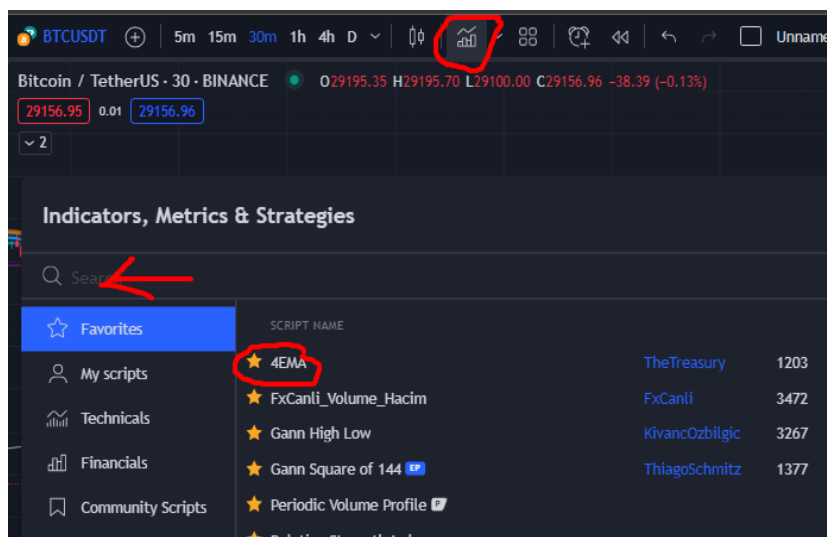 BTCUSDT 5m 15m 30m 1h 4h D Unname
Bitcoin / TetherUS · 30 · BINANCE O29195.35 H29195.70 L29100.00 C29156.96 −38.39 (−0.13%)
29156.95 0.01 29156.96
2
Indicators, Metrics & Strategies
Search
Favorites SCRIPT NAME
4EMA TheTreasury 1203
My scripts
FxCanli_Volume_Hacim FxCanli 3472
Technicals
Gann High Low KivancOzbilgic 3267
Financials
Gann Square of 144 EP ThiagoSchmitz 1377
Community Scripts Periodic Volume Profile P